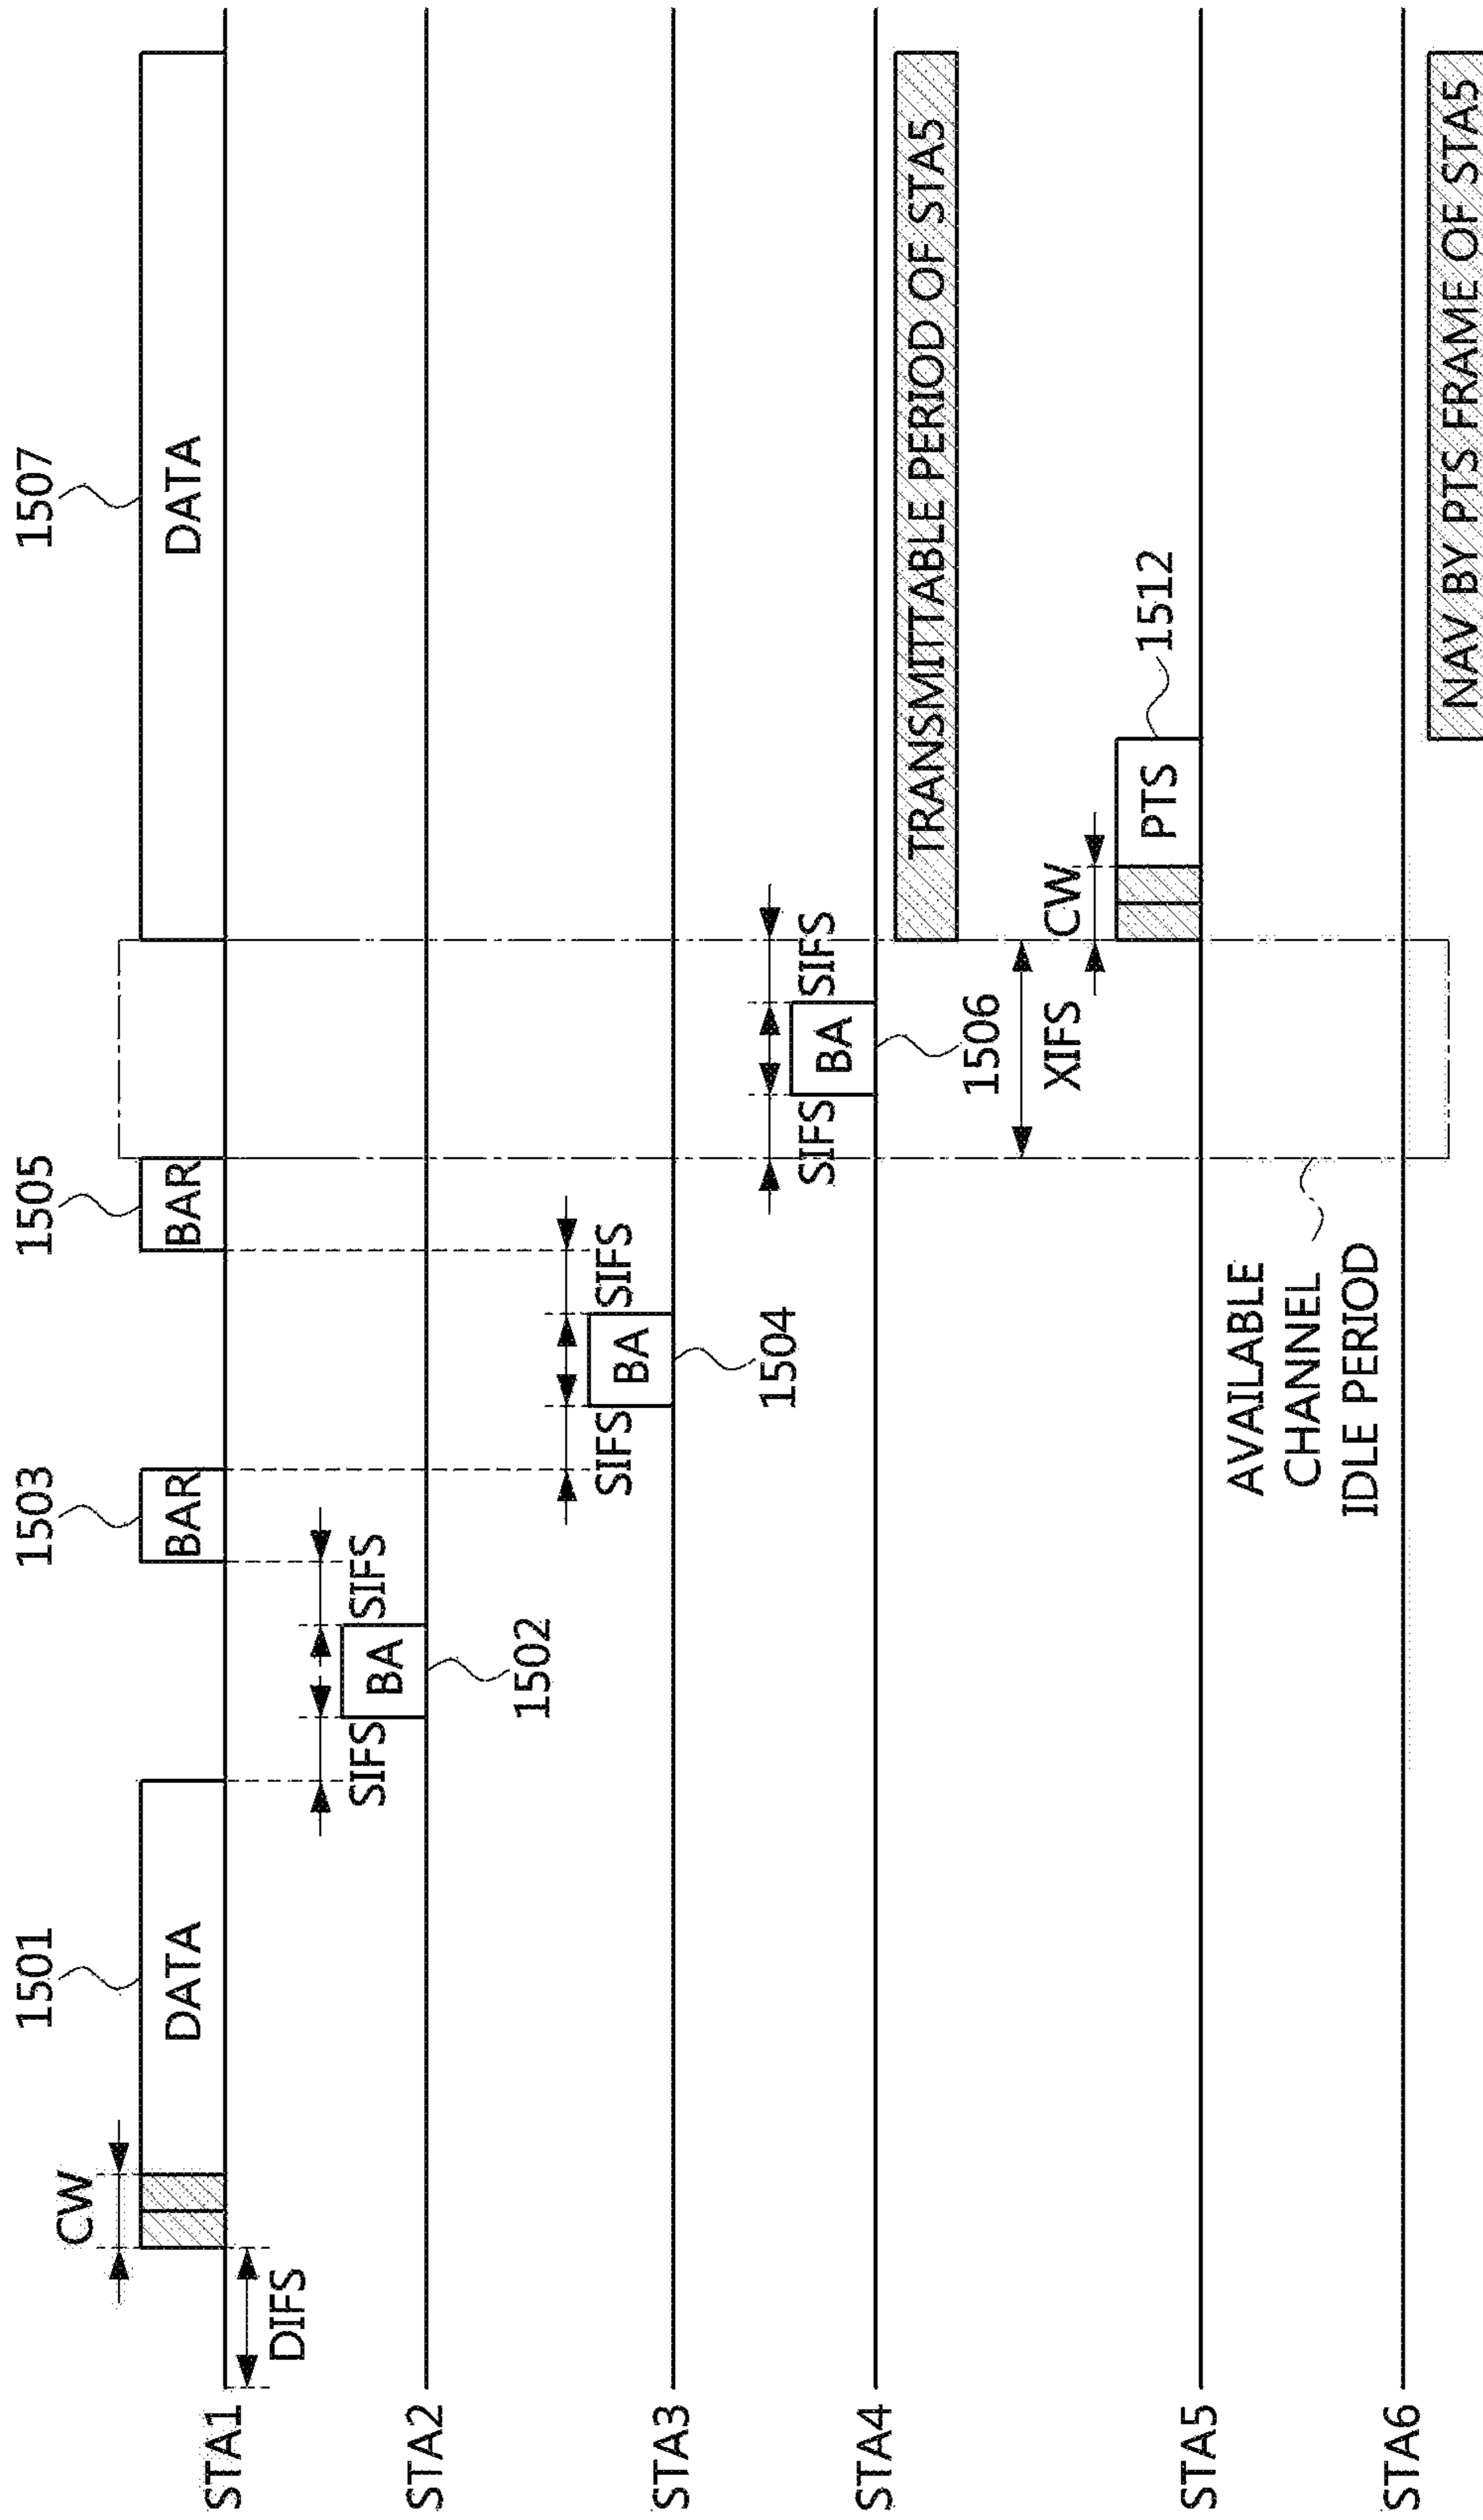 1501
1503
1505
1507
CW
DATA
BAR
BAR
DATA
STA1
DIFS
SIFS
BA
SIFS
STA2
1502
SIFS
BA
SIFS
STA3
1504
SIFS
BA
SIFS
STA4
TRANSMITTABLE PERIOD OF STA5
1506
XIFS
CW
PTS
1512
STA5
AVAILABLE
CHANNEL
IDLE PERIOD
STA6
NAV BY PTS FRAME OF STA5